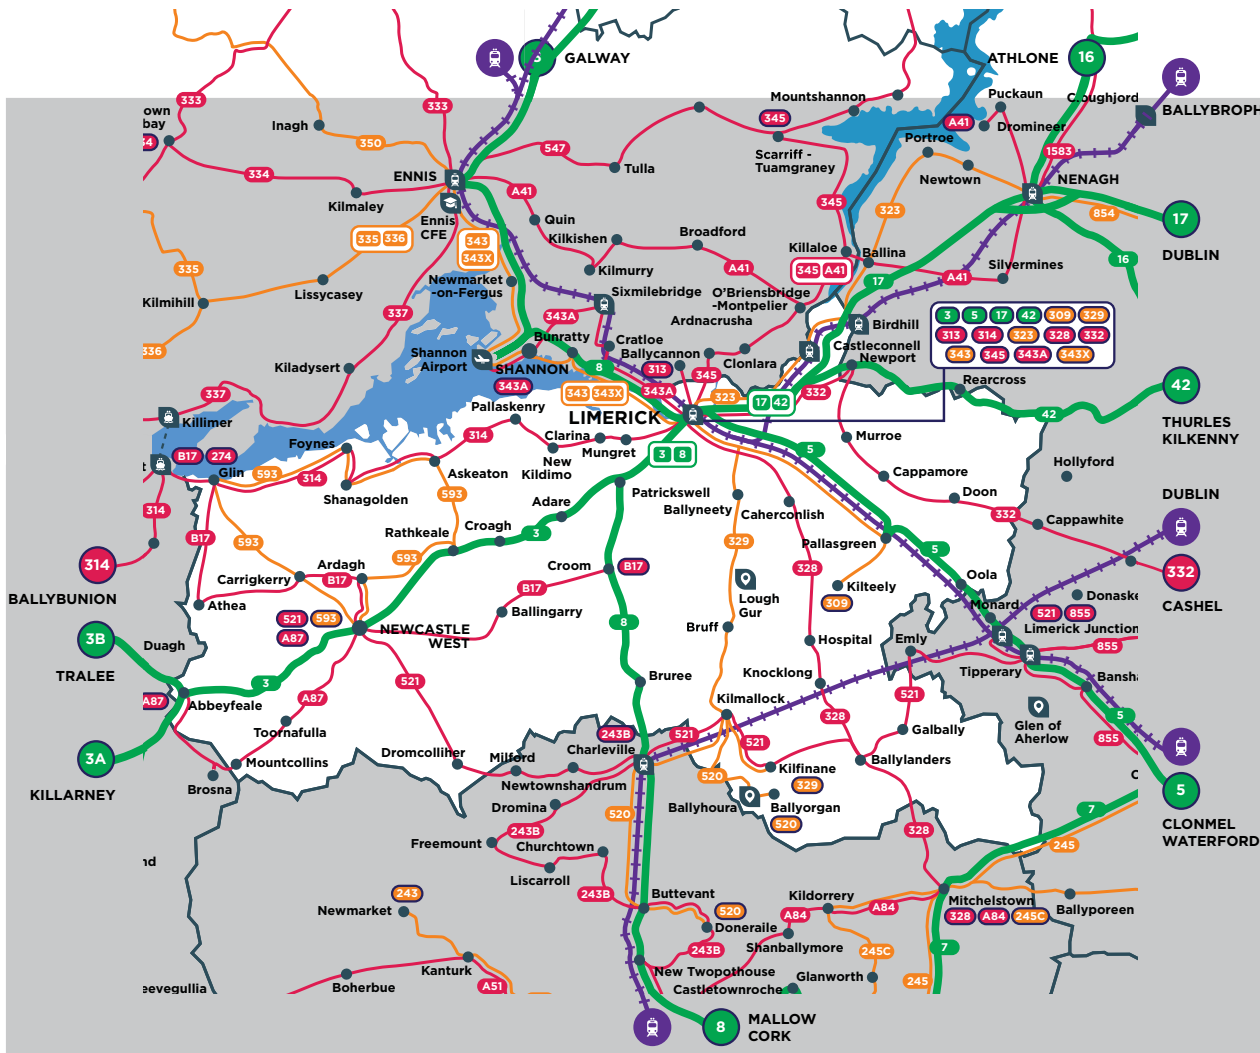 GALWAY
ATHLONE
16
Puckaun
Cloughjord
BALLYBROPH
Mountshannon
333
333
own
bay
345
A41
Dromineer
Inagh
350
Portroe
547
Scarriff -
Tuamgraney
1583
334
ENNIS
Tulla
Newtown
NENAGH
Kilmaley
A41
345
323
854
17
Ennis
CFE
Quin
335 336
343
343X
Kilkishen
Broadford
Killaloe
Ballina
DUBLIN
16
335
Kilmurry
A41
345 A41
A41
Silvermines
Lissycasey
Newmarket
-on-Fergus
Sixmilebridge
O'Briensbridge
-Montpelier
17
Kilmihill
337
343A
Ardnacrusha
Birdhill
3 5 17 42 309 329
313 314 323 328 332
343 345 343A 343X
336
Bunratty
Cratloe
Ballycannon
Castleconnell
Newport
Shannon
Airport
SHANNON
8
313
Clonlara
Kiladysert
343A
343 343X
343A
345
323
17 42
332
Rearcross
42
337
Killimer
Pallaskenry
LIMERICK
42
THURLES
KILKENNY
Foynes
314
Clarina
Mungret
3 8
5
Murroe
B17 274
Glin
593
314
Askeaton
New
Kildimo
Hollyford
Shanagolden
593
Patrickswell
Cappamore
DUBLIN
314
Adare
Ballyneety
Caherconlish
Doon
332
Cappawhite
B17
593
Rathkeale
Croagh
3
329
Pallasgreen
5
314
593
BALLYBUNION
Ardagh
B17
Carrigkerry
Croom
B17
328
Oola
332
CASHEL
Athea
B17
Kilteely
309
Lough
Gur
Donaske
521 593
A87
Ballingarry
Monard
521 855
3B
Duagh
NEWCASTLE
WEST
8
Bruff
Hospital
Emly
Limerick Junction
855
TRALEE
3
521
Bruree
Knocklong
Tipperary
Bansha
A87
Abbeyfeale
A87
Kilmallock
521
5
Toornafulla
243B
521
328
Galbally
Glen of
Aherlow
855
3A
Dromcolliher
Milford
Charleville
521
KILLARNEY
Mountcollins
Newtownshandrum
520
Kilfinane
Ballylanders
Brosna
329
5
Dromina
520
Ballyhoura
Ballyorgan
520
7
CLONMEL
WATERFORD
Freemount
243B
Churchtown
328
245
Liscarroll
243
243B
Buttevant
Kildorrery
Mitchelstown
Newmarket
520
A84
A84
328 A84 245C
Ballyporeen
Doneraile
Shanballymore
Kanturk
243B
245C
7
Boherbue
A51
New Twopothouse
Glanworth
245
eevegullia
Castletownroche
8
MALLOW
CORK